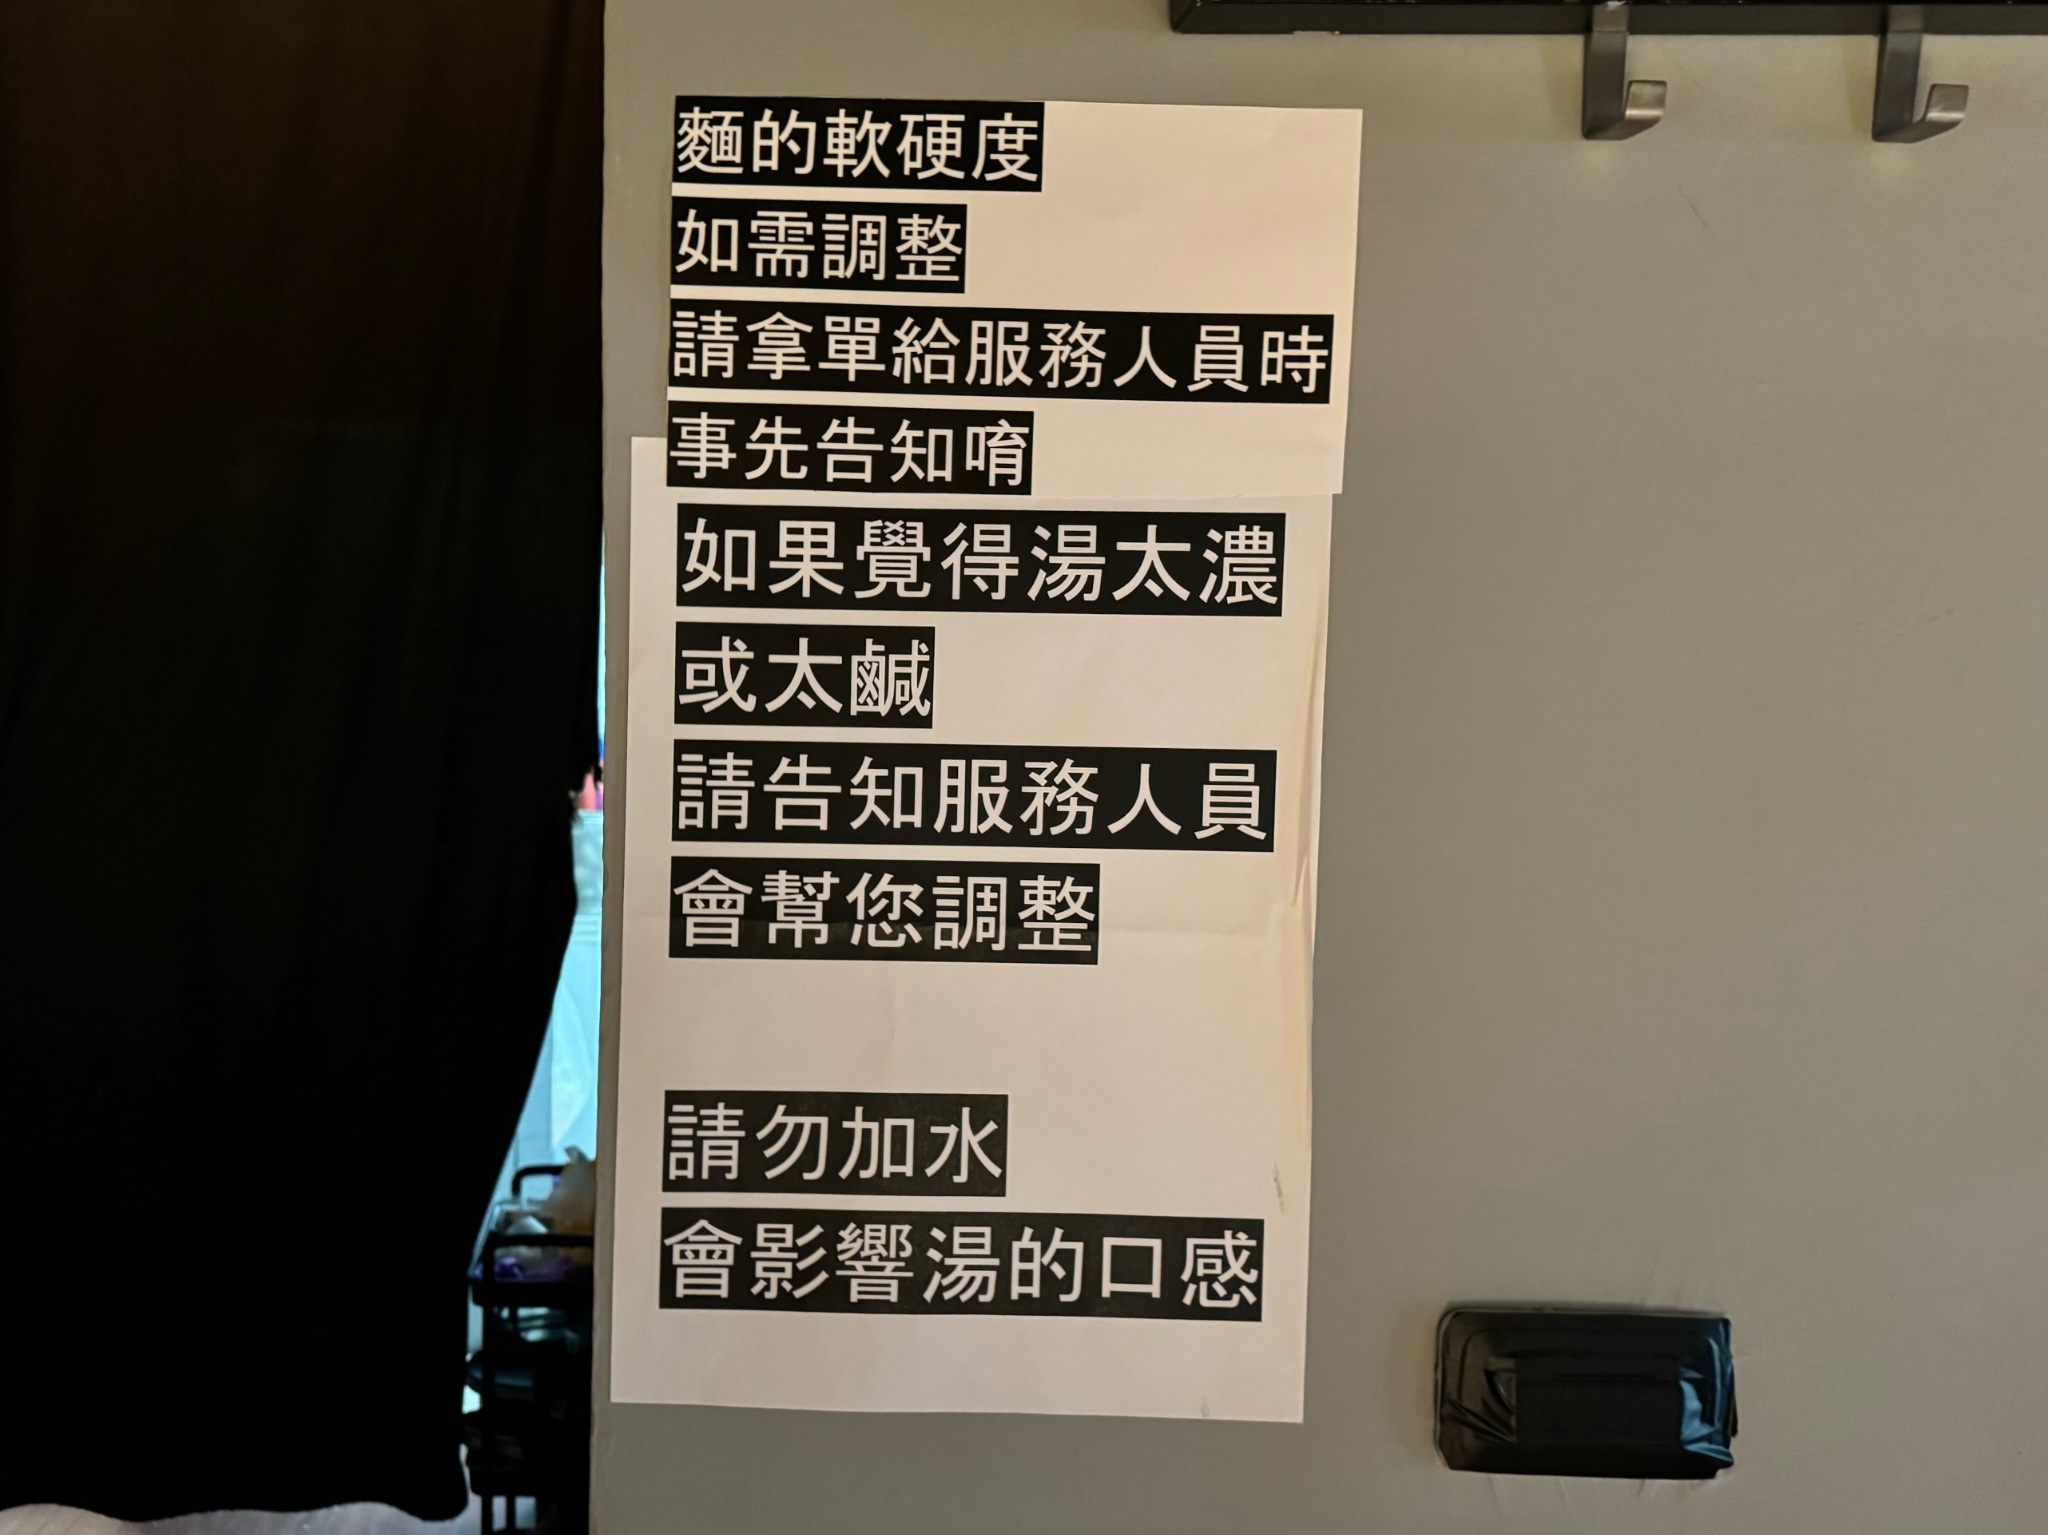 麵的軟硬度
如需調整
請拿單給服務人員時
事先告知唷
如果覺得湯太濃
或太鹹
請告知服務人員
會幫您調整
請勿加水
會影響湯的口感